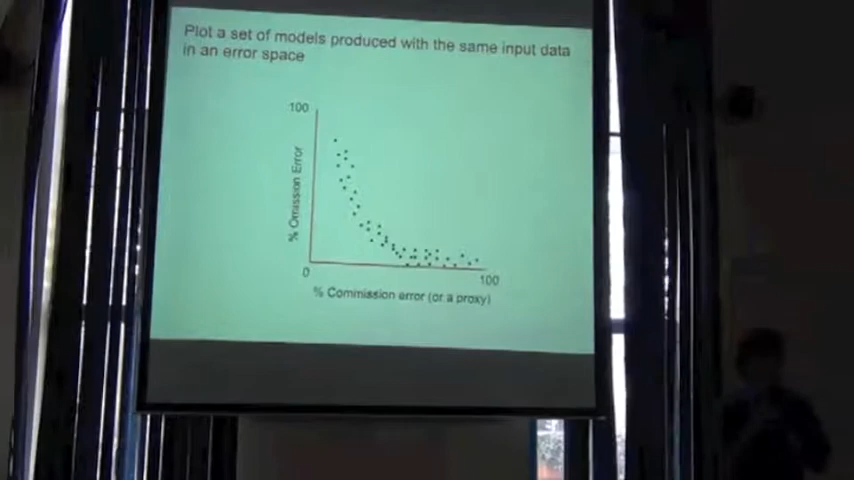 Plot a set of models produced with the same input data
in an error space
100
% Omission Error
0
100
% Commission error (or a proxy)